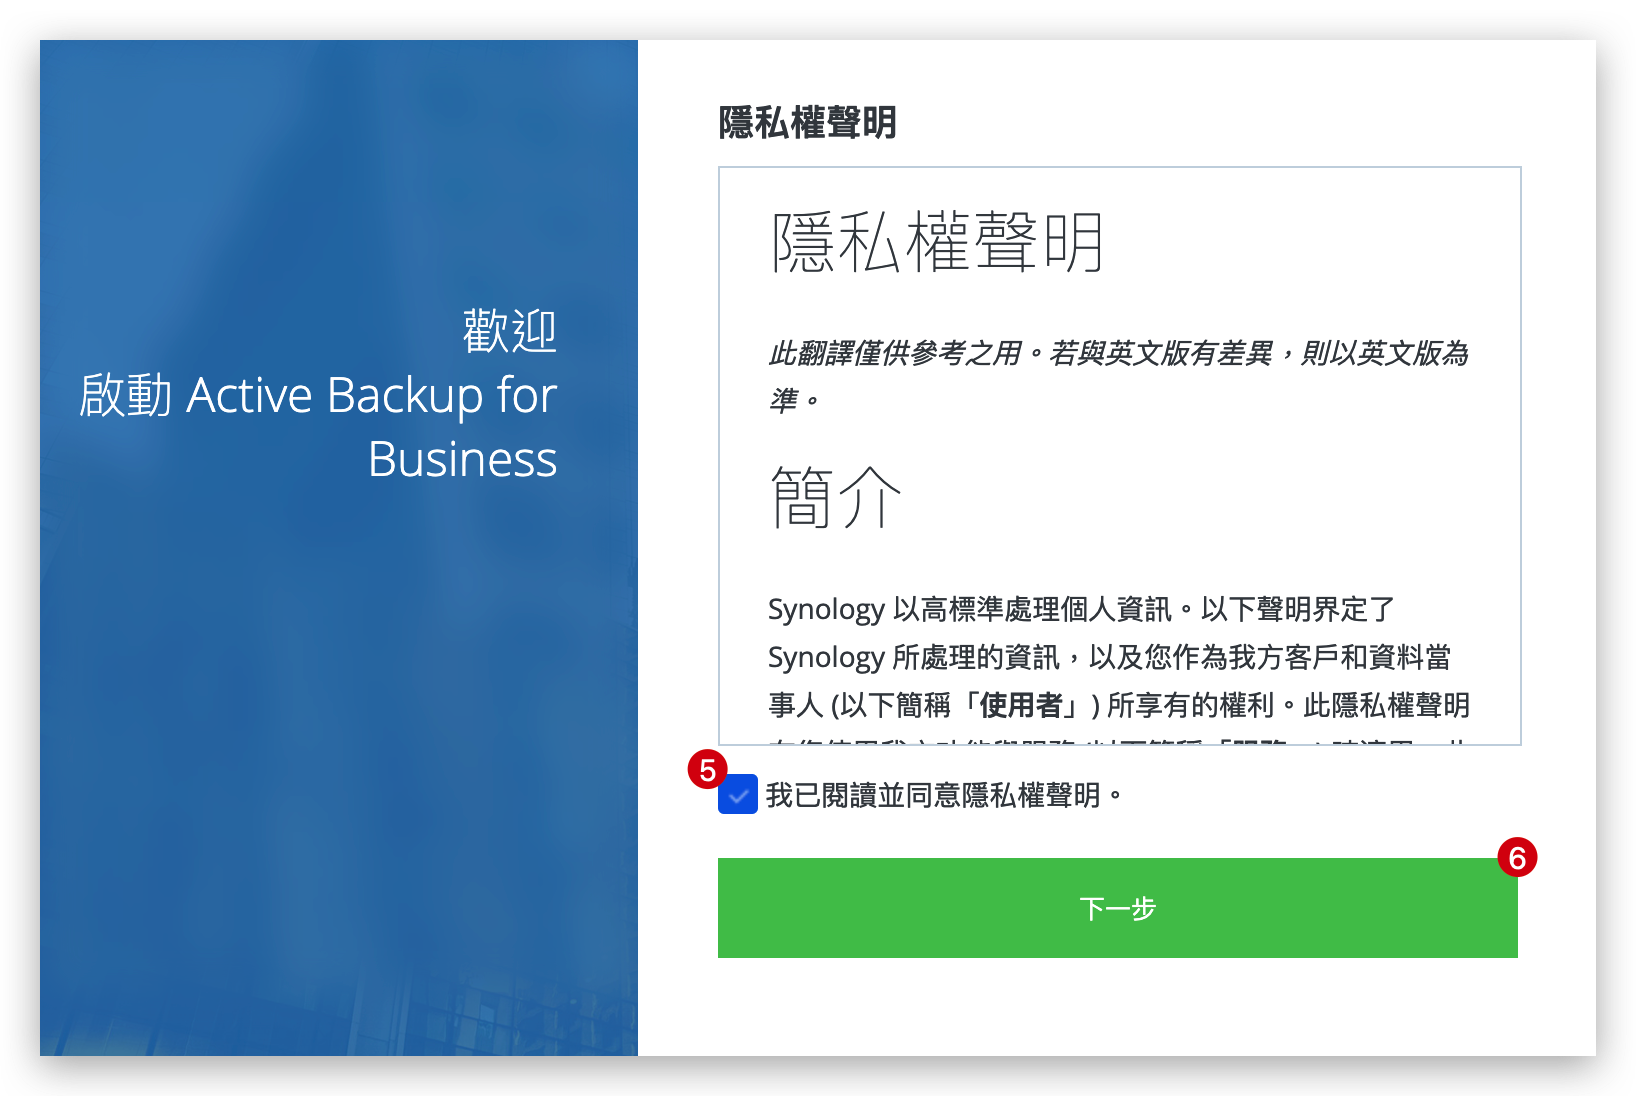 歡迎
啟動 Active Backup for
Business
隱私權聲明
隱私權聲明
此翻譯僅供參考之用。若與英文版有差異，則以英文版為
準。
簡介
Synology 以高標準處理個人資訊。以下聲明界定了
Synology 所處理的資訊，以及您作為我方客戶和資料當
事人 (以下簡稱「使用者」) 所享有的權利。此隱私權聲明
5
我已閱讀並同意隱私權聲明。
6
下一步